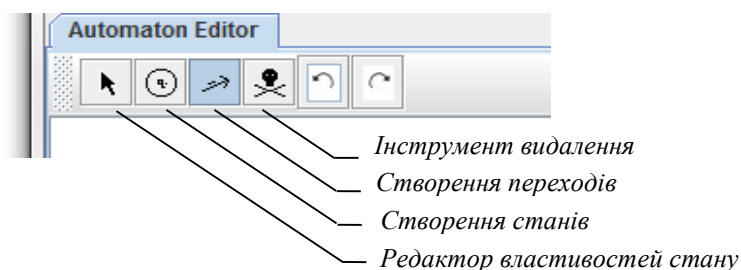 Automaton Editor
q.
Інструмент видалення
Створення переходів
Створення станів
Редактор властивостей стану